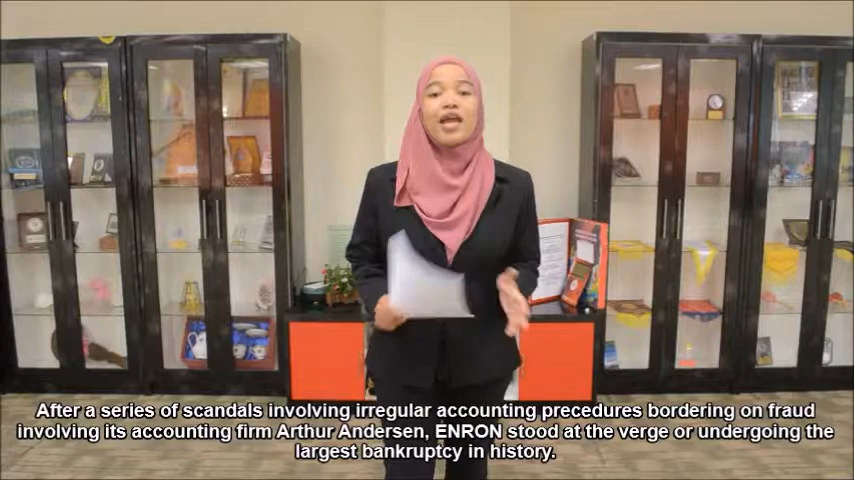 After a series of scandals involving irregular accounting precedures bordering on fraud
involving its accounting firm Arthur Andersen, ENRON stood at the verge or undergoing the
largest bankruptcy in history.